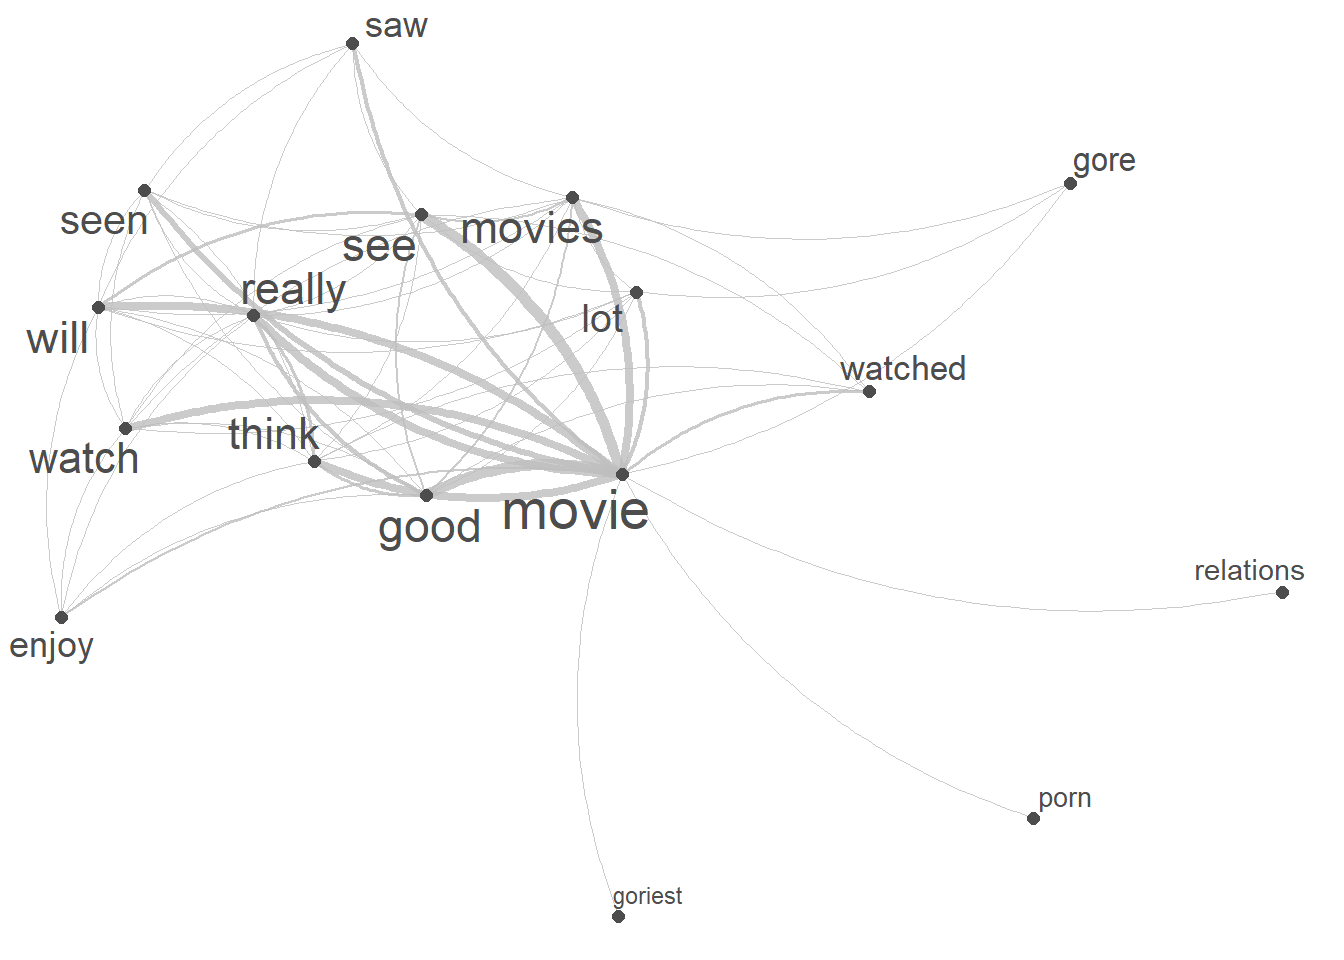 saw
gore
seen
see
movies
really
lot
will
watched
think
watch
good
movie
relations
enjoy
porn
goriest